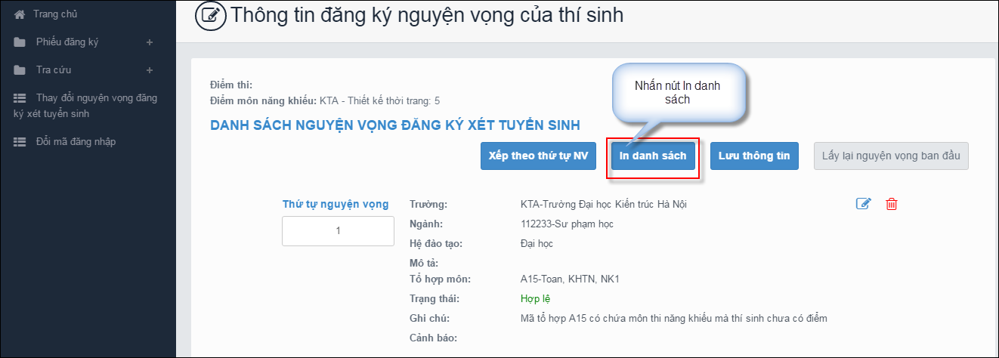 Trang chủ
Phiếu đăng ký +
Tra cứu +
Thay đổi nguyện vọng đăng
ký xét tuyển sinh
Đổi mã đăng nhập
Thông tin đăng ký nguyện vọng của thí sinh
Điểm thi:
Điểm môn năng khiếu: KTA - Thiết kế thời trang: 5
Nhấn nút In danh
sách
DANH SÁCH NGUYỆN VỌNG ĐĂNG KÝ XÉT TUYỂN SINH
Xếp theo thứ tự NV In danh sách Lưu thông tin Lấy lại nguyện vọng ban đầu
Thứ tự nguyện vọng
1
Trường: KTA-Trường Đại học Kiến trúc Hà Nội
Ngành: 112233-Sư phạm học
Hệ đào tạo: Đại học
Mô tả:
Tổ hợp môn: A15-Toan, KHTN, NK1
Trạng thái: Hợp lệ
Ghi chú: Mã tổ hợp A15 có chứa môn thi năng khiếu mà thí sinh chưa có điểm
Cảnh báo: